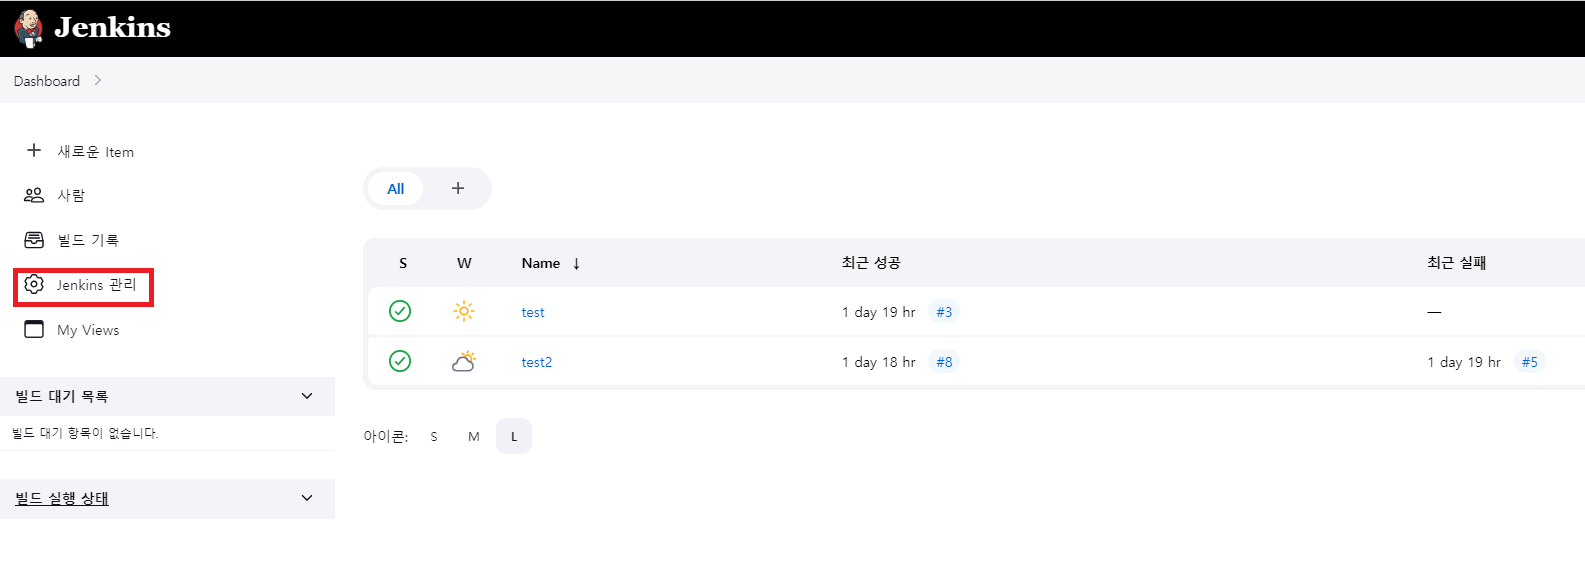 Jenkins
Dashboard
새로운 Item
사람
빌드 기록
Jenkins 관리
My Views
빌드 대기 목록
빌드 대기 항목이 없습니다.
빌드 실행 상태
All +
S W Name ↓ 최근 성공 최근 실패
test 1 day 19 hr #3 —
test2 1 day 18 hr #8 1 day 19 hr #5
아이콘: S M L